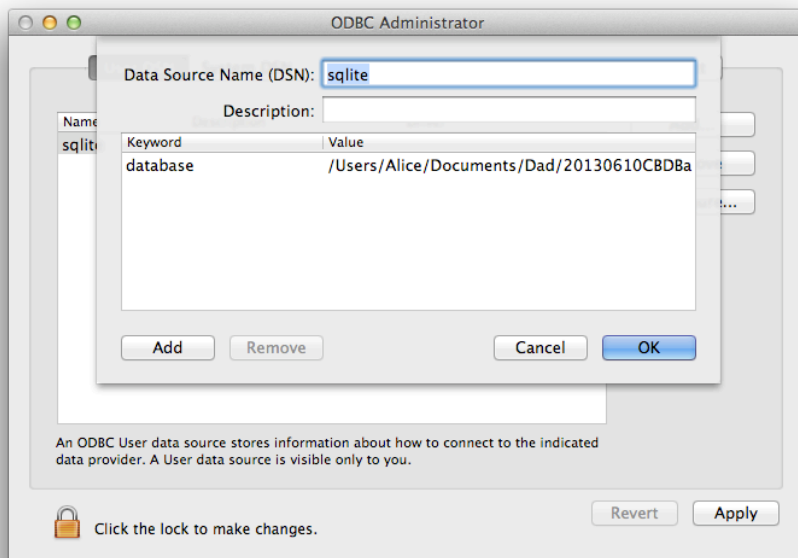 ODBC Administrator
Data Source Name (DSN): sqlite
Description:
Name
sqlite
Keyword Value
database /Users/Alice/Documents/Dad/20130610CBDBa
Add Remove Cancel OK
An ODBC User data source stores information about how to connect to the indicated
data provider. A User data source is visible only to you.
Click the lock to make changes.
Revert Apply